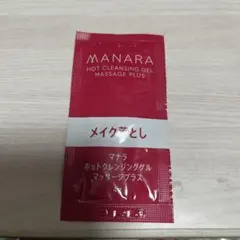 MANARA
HOT CLEANSING GEL
MASSAGE PLUS
メイク落とし
マナラ
ホットクレンジングゲル
マッサージプラス